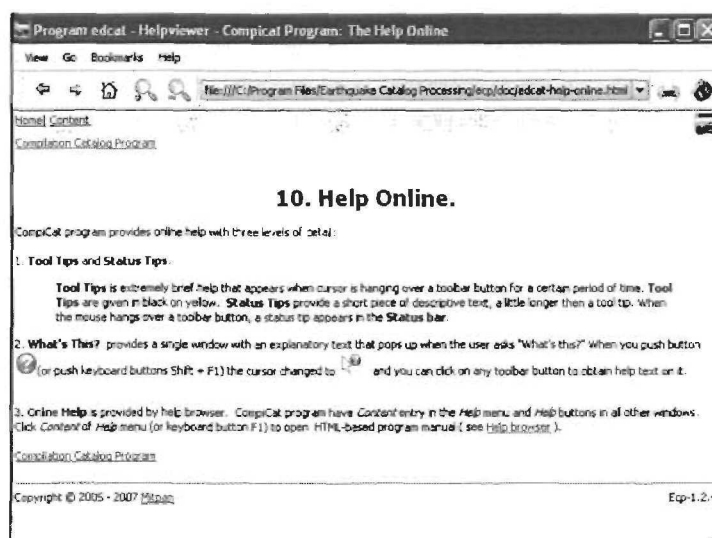 Program edcat - Helpviewer - Compicat Program: The Help Online
View Go Bookmarks Help
file:///C:/Program Files/Earthquake Catalog Processing/ecp/doc/edcat-help-online.html
Home| Content
Compilation Catalog Program
10. Help Online.
CompiCat program provides online help with three levels of detail:
1. Tool Tips and Status Tips.
Tool Tips is extremely brief help that appears when cursor is hanging over a toolbar button for a certain period of time. Tool
Tips are given in black on yellow. Status Tips provide a short piece of descriptive text, a little longer then a tool tip. When
the mouse hangs over a toolbar button, a status tip appears in the Status bar.
2. What's This? provides a single window with an explanatory text that pops up when the user asks "What's this?" When you push button
(or push keyboard buttons Shift + F1) the cursor changed to and you can click on any toolbar button to obtain help text on it.
3. Online Help is provided by help browser. CompiCat program have Content entry in the Help menu and Help buttons in all other windows.
Click Content of Help menu (or keyboard button F1) to open HTML-based program manual ( see Help browser ).
Compilation Catalog Program
Copyright © 2005 - 2007 Mitpan Ecp-1.2.